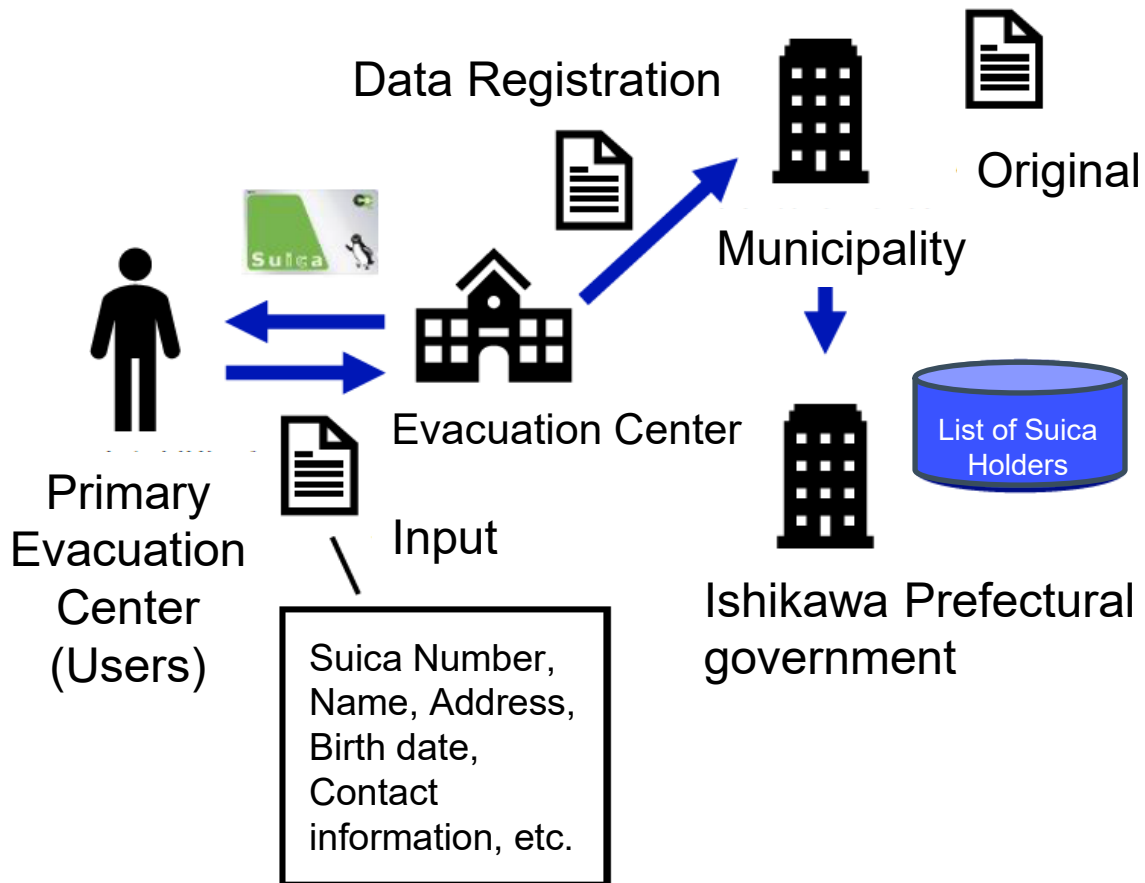 Data Registration
Original
Suica
Municipality
Evacuation Center
List of Suica
Holders
Primary
Evacuation
Center
(Users)
Input
Ishikawa Prefectural
government
Suica Number,
Name, Address,
Birth date,
Contact
information, etc.